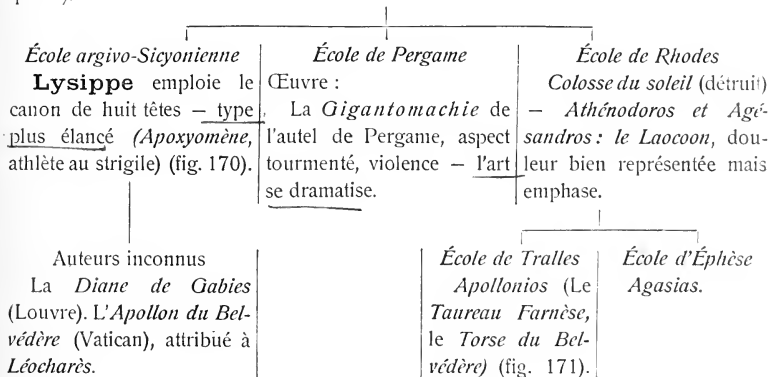 École argivo-Sicyonienne
Lysippe emploie le
canon de huit têtes — type
plus élancé (Apoxyomène,
athlète au strigile) (fig. 170).
École de Pergame
Œuvre :
La Gigantomachie de
l'autel de Pergame, aspect
tourmenté, violence — l'art
se dramatise.
École de Rhodes
Colosse du soleil (détruit)
— Athénodoros et Agé-
sandros : le Laocoon, dou-
leur bien représentée mais
emphase.
Auteurs inconnus
La Diane de Gabies
(Louvre). L'Apollon du Bel-
védère (Vatican), attribué à
Léocharès.
École de Tralles
Apollonios (Le
Taureau Farnèse,
le Torse du Bel-
védère) (fig. 171).
École d'Éphèse
Agasias.